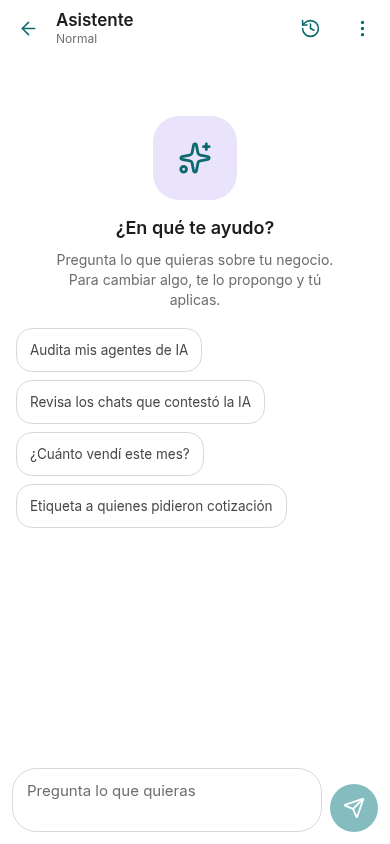 Asistente
Normal
¿En qué te ayudo?
Pregunta lo que quieras sobre tu negocio.
Para cambiar algo, te lo propongo y tú
aplicas.
Audita mis agentes de IA
Revisa los chats que contestó la IA
¿Cuánto vendí este mes?
Etiqueta a quienes pidieron cotización
Pregunta lo que quieras